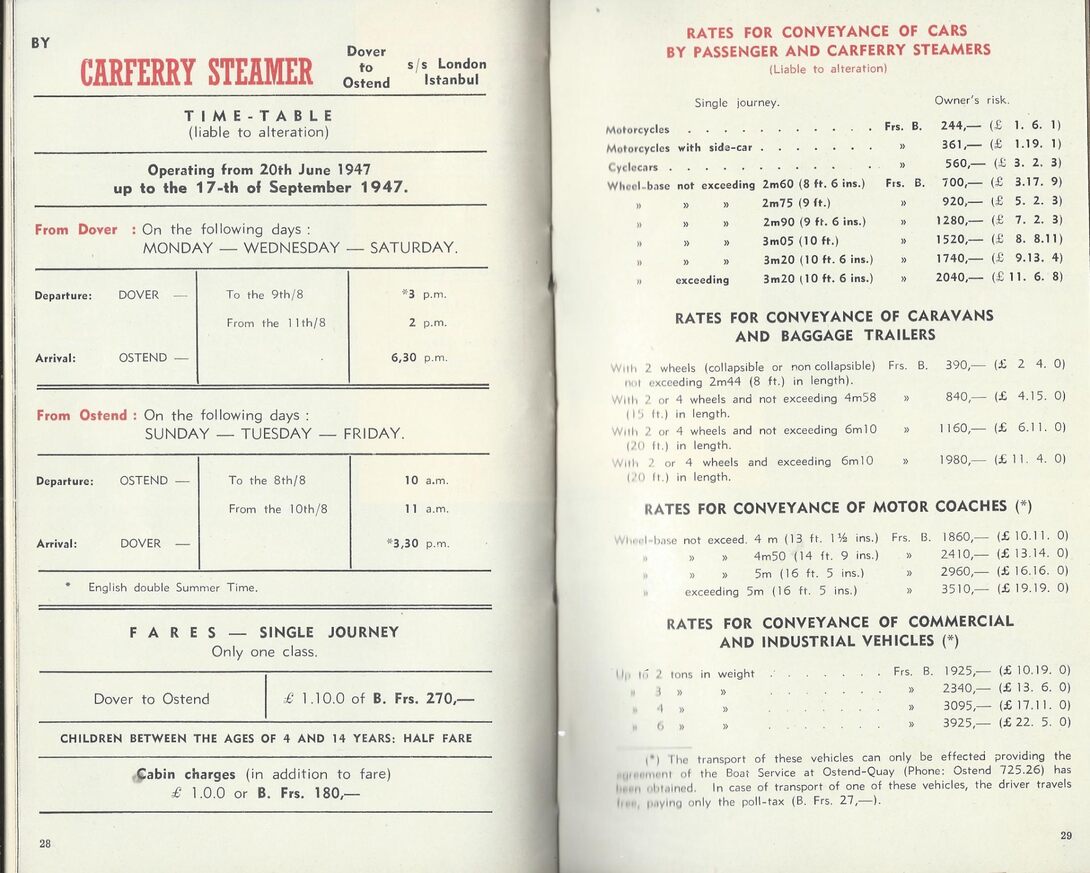 BY
CARFERRY STEAMER
Dover
to
Ostend
s/s London
Istanbul
TIME-TABLE
(liable to alteration)
Operating from 20th June 1947
up to the 17-th of September 1947.
From Dover : On the following days :
MONDAY — WEDNESDAY — SATURDAY.
Departure: DOVER — To the 9th/8 *3 p.m.
From the 11th/8 2 p.m.
Arrival: OSTEND — 6,30 p.m.
From Ostend : On the following days :
SUNDAY — TUESDAY — FRIDAY.
Departure: OSTEND — To the 8th/8 10 a.m.
From the 10th/8 11 a.m.
Arrival: DOVER — *3,30 p.m.
* English double Summer Time.
FARES — SINGLE JOURNEY
Only one class.
Dover to Ostend £ 1.10.0 of B. Frs. 270,—
CHILDREN BETWEEN THE AGES OF 4 AND 14 YEARS: HALF FARE
Cabin charges (in addition to fare)
£ 1.0.0 or B. Frs. 180,—
28
RATES FOR CONVEYANCE OF CARS
BY PASSENGER AND CARFERRY STEAMERS
(Liable to alteration)
Single journey. Owner's risk.
Motorcycles . . . . . . . . . . . Frs. B. 244,— (£ 1. 6. 1)
Motorcycles with side-car . . . . . . . » 361,— (£ 1.19. 1)
Cyclecars . . . . . . . . . . . . » 560,— (£ 3. 2. 3)
Wheel-base not exceeding 2m60 (8 ft. 6 ins.) Frs. B. 700,— (£ 3.17. 9)
» » » 2m75 (9 ft.) » 920,— (£ 5. 2. 3)
» » » 2m90 (9 ft. 6 ins.) » 1280,— (£ 7. 2. 3)
» » » 3m05 (10 ft.) » 1520,— (£ 8. 8.11)
» » » 3m20 (10 ft. 6 ins.) » 1740,— (£ 9.13. 4)
» exceeding 3m20 (10 ft. 6 ins.) » 2040,— (£ 11. 6. 8)
RATES FOR CONVEYANCE OF CARAVANS
AND BAGGAGE TRAILERS
With 2 wheels (collapsible or non collapsible) Frs. B. 390,— (£ 2 4. 0)
not exceeding 2m44 (8 ft.) in length).
With 2 or 4 wheels and not exceeding 4m58 » 840,— (£ 4.15. 0)
(15 ft.) in length.
With 2 or 4 wheels and not exceeding 6m10 » 1160,— (£ 6.11. 0)
(20 ft.) in length.
With 2 or 4 wheels and exceeding 6m10 » 1980,— (£ 11. 4. 0)
(20 ft.) in length.
RATES FOR CONVEYANCE OF MOTOR COACHES (*)
Wheel-base not exceed. 4 m (13 ft. 1½ ins.) Frs. B. 1860,— (£ 10.11. 0)
» » » 4m50 (14 ft. 9 ins.) » 2410,— (£ 13.14. 0)
» » » 5m (16 ft. 5 ins.) » 2960,— (£ 16.16. 0)
» exceeding 5m (16 ft. 5 ins.) » 3510,— (£ 19.19. 0)
RATES FOR CONVEYANCE OF COMMERCIAL
AND INDUSTRIAL VEHICLES (*)
Up to 2 tons in weight . . . . . . . Frs. B. 1925,— (£ 10.19. 0)
» 3 » » . . . . . . . » 2340,— (£ 13. 6. 0)
» 4 » » . . . . . . . » 3095,— (£ 17.11. 0)
» 6 » » . . . . . . . » 3925,— (£ 22. 5. 0)
(*) The transport of these vehicles can only be effected providing the
agreement of the Boat Service at Ostend-Quay (Phone: Ostend 725.26) has
been obtained. In case of transport of one of these vehicles, the driver travels
free, paying only the poll-tax (B. Frs. 27,—).
29